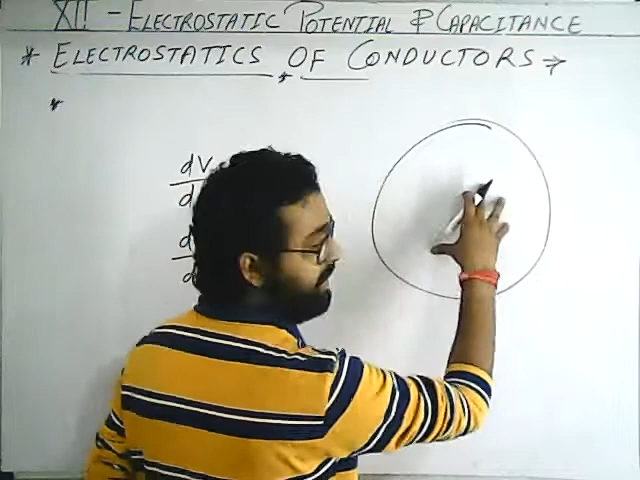 XII - ELECTROSTATIC POTENTIAL & CAPACITANCE
* ELECTROSTATICS OF CONDUCTORS →
*
dV
d
d
d